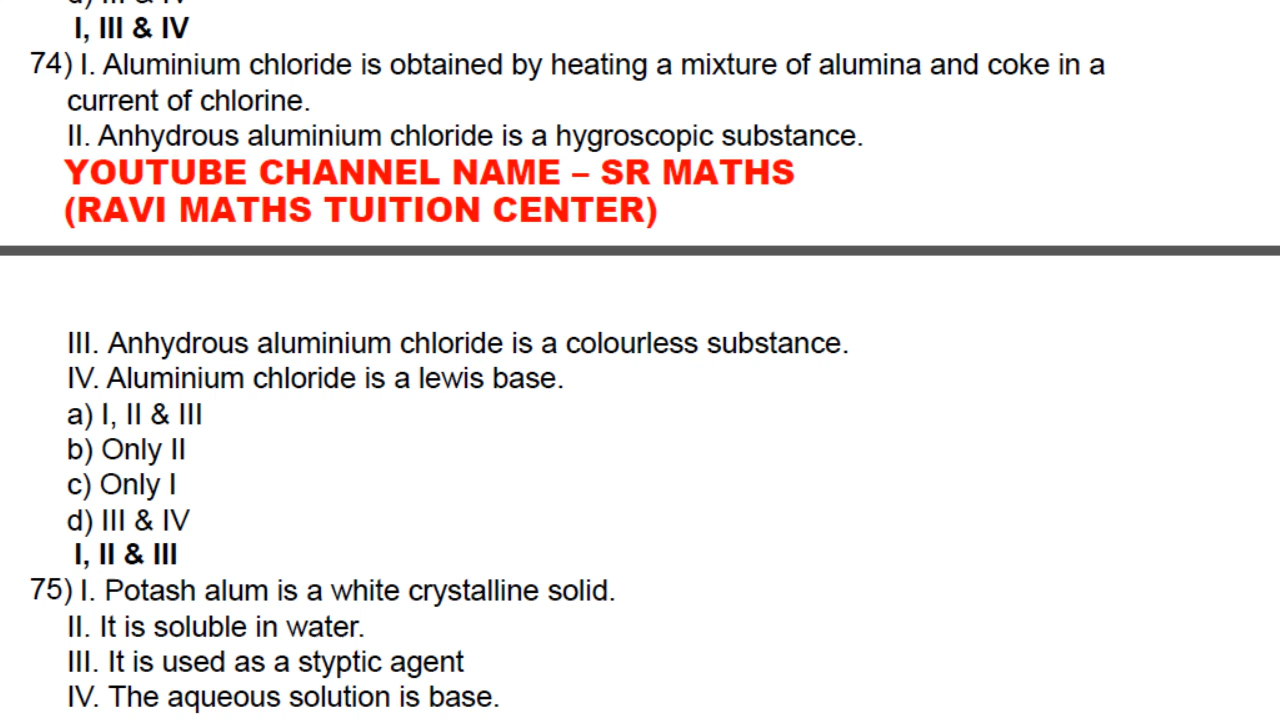 I, III & IV
74) I. Aluminium chloride is obtained by heating a mixture of alumina and coke in a
current of chlorine.
II. Anhydrous aluminium chloride is a hygroscopic substance.
YOUTUBE CHANNEL NAME – SR MATHS
(RAVI MATHS TUITION CENTER)
III. Anhydrous aluminium chloride is a colourless substance.
IV. Aluminium chloride is a lewis base.
a) I, II & III
b) Only II
c) Only I
d) III & IV
I, II & III
75) I. Potash alum is a white crystalline solid.
II. It is soluble in water.
III. It is used as a styptic agent
IV. The aqueous solution is base.